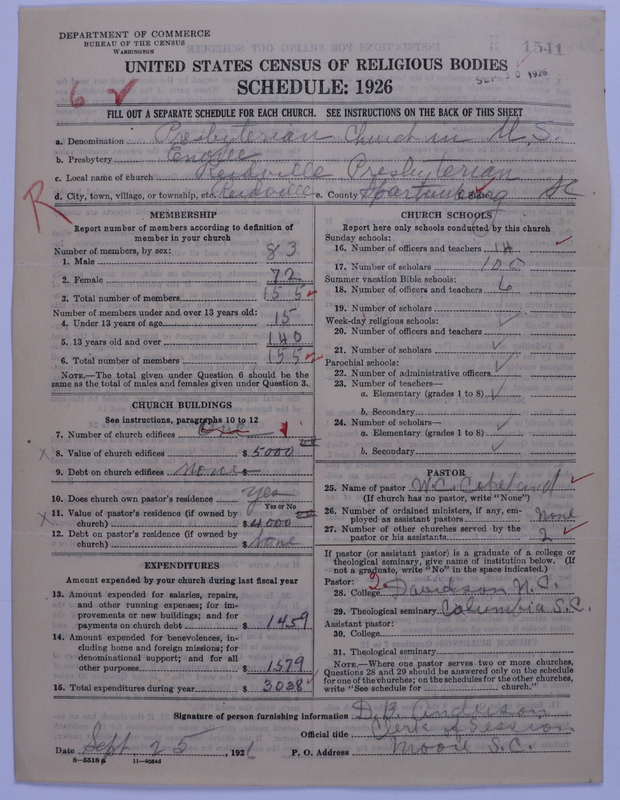 DEPARTMENT OF COMMERCE
BUREAU OF THE CENSUS
WASHINGTON
1541
UNITED STATES CENSUS OF RELIGIOUS BODIES
SEP 30 1926
SCHEDULE: 1926
6
FILL OUT A SEPARATE SCHEDULE FOR EACH CHURCH. SEE INSTRUCTIONS ON THE BACK OF THIS SHEET
a. Denomination Presbyterian Church in U.S.
b. Presbytery Enoree
c. Local name of church Reidville Presbyterian
d. City, town, village, or township, etc. Reidville e. County Spartanburg SC
R
MEMBERSHIP
Report number of members according to definition of
member in your church
Number of members, by sex:
1. Male 83
2. Female 72
3. Total number of members 155
Number of members under and over 13 years old:
4. Under 13 years of age 15
5. 13 years old and over 140
6. Total number of members 155
NOTE.—The total given under Question 6 should be the
same as the total of males and females given under Question 3.
CHURCH BUILDINGS
See instructions, paragraphs 10 to 12
7. Number of church edifices One 1
8. Value of church edifices $ 5000
9. Debt on church edifices None $
10. Does church own pastor's residence yes
Yes or No
11. Value of pastor's residence (if owned by
church) $ 4000
12. Debt on pastor's residence (if owned by
church) $ None
EXPENDITURES
Amount expended by your church during last fiscal year
13. Amount expended for salaries, repairs,
and other running expenses; for im-
provements or new buildings; and for
payments on church debt $ 1459
14. Amount expended for benevolences, in-
cluding home and foreign missions; for
denominational support; and for all
other purposes $ 1579
15. Total expenditures during year $ 3038
CHURCH SCHOOLS
Report here only schools conducted by this church
Sunday schools:
16. Number of officers and teachers 14
17. Number of scholars 100
Summer vacation Bible schools:
18. Number of officers and teachers 6
19. Number of scholars
Week-day religious schools:
20. Number of officers and teachers
21. Number of scholars
Parochial schools:
22. Number of administrative officers
23. Number of teachers—
a. Elementary (grades 1 to 8)
b. Secondary
24. Number of scholars—
a. Elementary (grades 1 to 8)
b. Secondary
PASTOR
25. Name of pastor W.C. Copeland
(If church has no pastor, write "None")
26. Number of ordained ministers, if any, em-
ployed as assistant pastors None
27. Number of other churches served by the
pastor or his assistants 2
If pastor (or assistant pastor) is a graduate of a college or
theological seminary, give name of institution below. (If
not a graduate, write "No" in the space indicated.)
Pastor: 2
28. College Davidson N.C.
29. Theological seminary Columbia S.C.
Assistant pastor:
30. College
31. Theological seminary
NOTE.—Where one pastor serves two or more churches,
Questions 28 and 29 should be answered only on the schedule
for one of the churches; on the schedules for the other churches,
write "See schedule for church."
Signature of person furnishing information D.B. Anderson
Official title Clerk of Session
Date Sept 25 1926 P. O. Address Moore S.C.
8—5518a 11—9056d